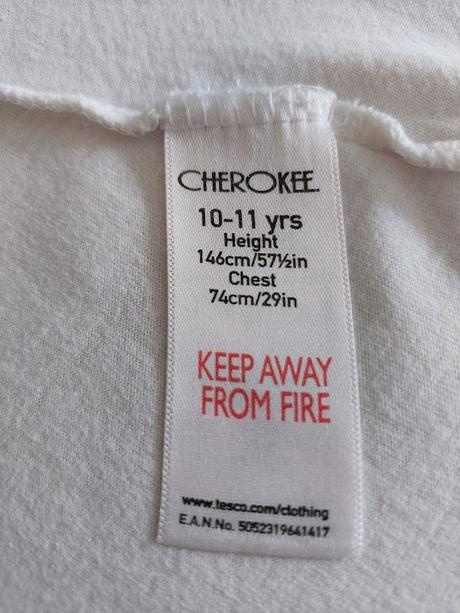 CHEROKEE.
10-11 yrs
Height
146cm/57½in
Chest
74cm/29in
KEEP AWAY
FROM FIRE
www.tesco.com/clothing
E.A.N.No. 5052319641417